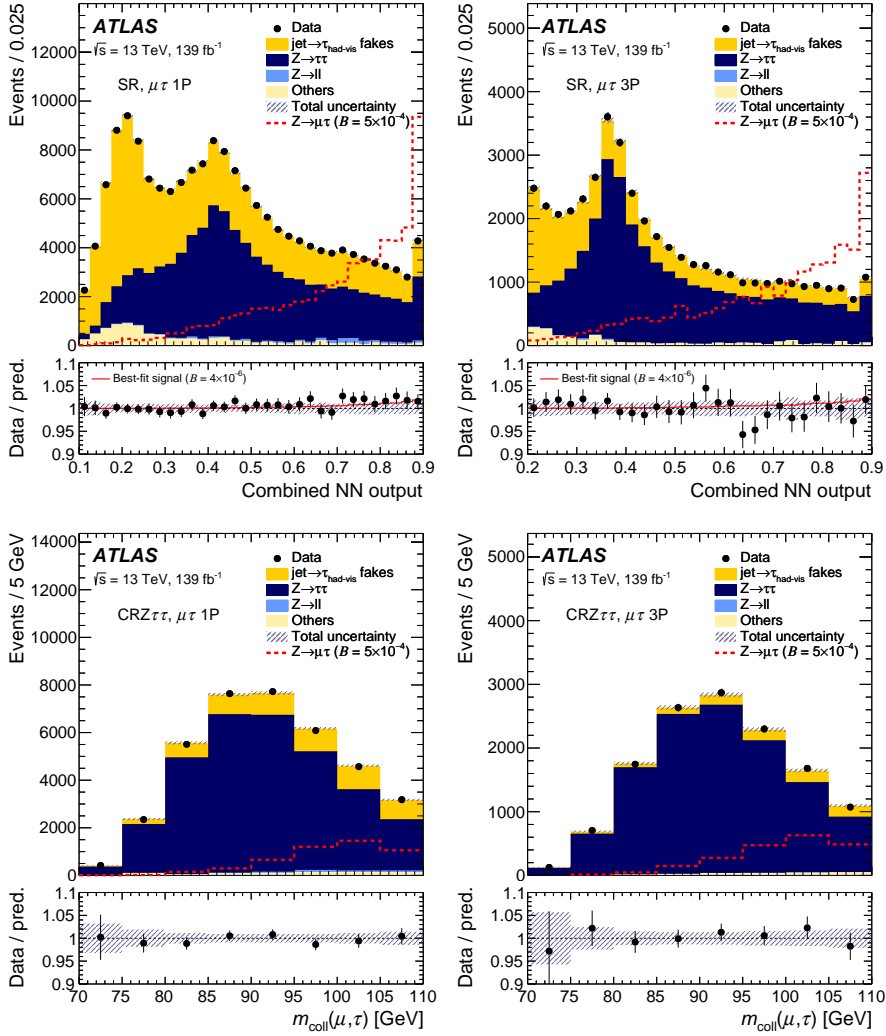 ATLAS
√s = 13 TeV, 139 fb⁻¹
SR, μτ 1P
Data
jet→τhad-vis fakes
Z→ττ
Z→ll
Others
Total uncertainty
Z→μτ (B = 5×10⁻⁴)
Events / 0.025
12000
10000
8000
6000
4000
2000
0
Data / pred.
1.1
1.05
1
0.95
0.9
Best-fit signal (B = 4×10⁻⁶)
0.1 0.2 0.3 0.4 0.5 0.6 0.7 0.8 0.9
Combined NN output
ATLAS
√s = 13 TeV, 139 fb⁻¹
SR, μτ 3P
Data
jet→τhad-vis fakes
Z→ττ
Z→ll
Others
Total uncertainty
Z→μτ (B = 5×10⁻⁴)
Events / 0.025
5000
4000
3000
2000
1000
0
Data / pred.
1.1
1.05
1
0.95
0.9
Best-fit signal (B = 4×10⁻⁶)
0.2 0.3 0.4 0.5 0.6 0.7 0.8 0.9
Combined NN output
ATLAS
√s = 13 TeV, 139 fb⁻¹
CRZττ, μτ 1P
Data
jet→τhad-vis fakes
Z→ττ
Z→ll
Others
Total uncertainty
Z→μτ (B = 5×10⁻⁴)
Events / 5 GeV
14000
12000
10000
8000
6000
4000
2000
0
Data / pred.
1.1
1.05
1
0.95
0.9
70 75 80 85 90 95 100 105 110
mcoll(μ,τ) [GeV]
ATLAS
√s = 13 TeV, 139 fb⁻¹
CRZττ, μτ 3P
Data
jet→τhad-vis fakes
Z→ττ
Z→ll
Others
Total uncertainty
Z→μτ (B = 5×10⁻⁴)
Events / 5 GeV
5000
4000
3000
2000
1000
0
Data / pred.
1.1
1.05
1
0.95
0.9
70 75 80 85 90 95 100 105 110
mcoll(μ,τ) [GeV]